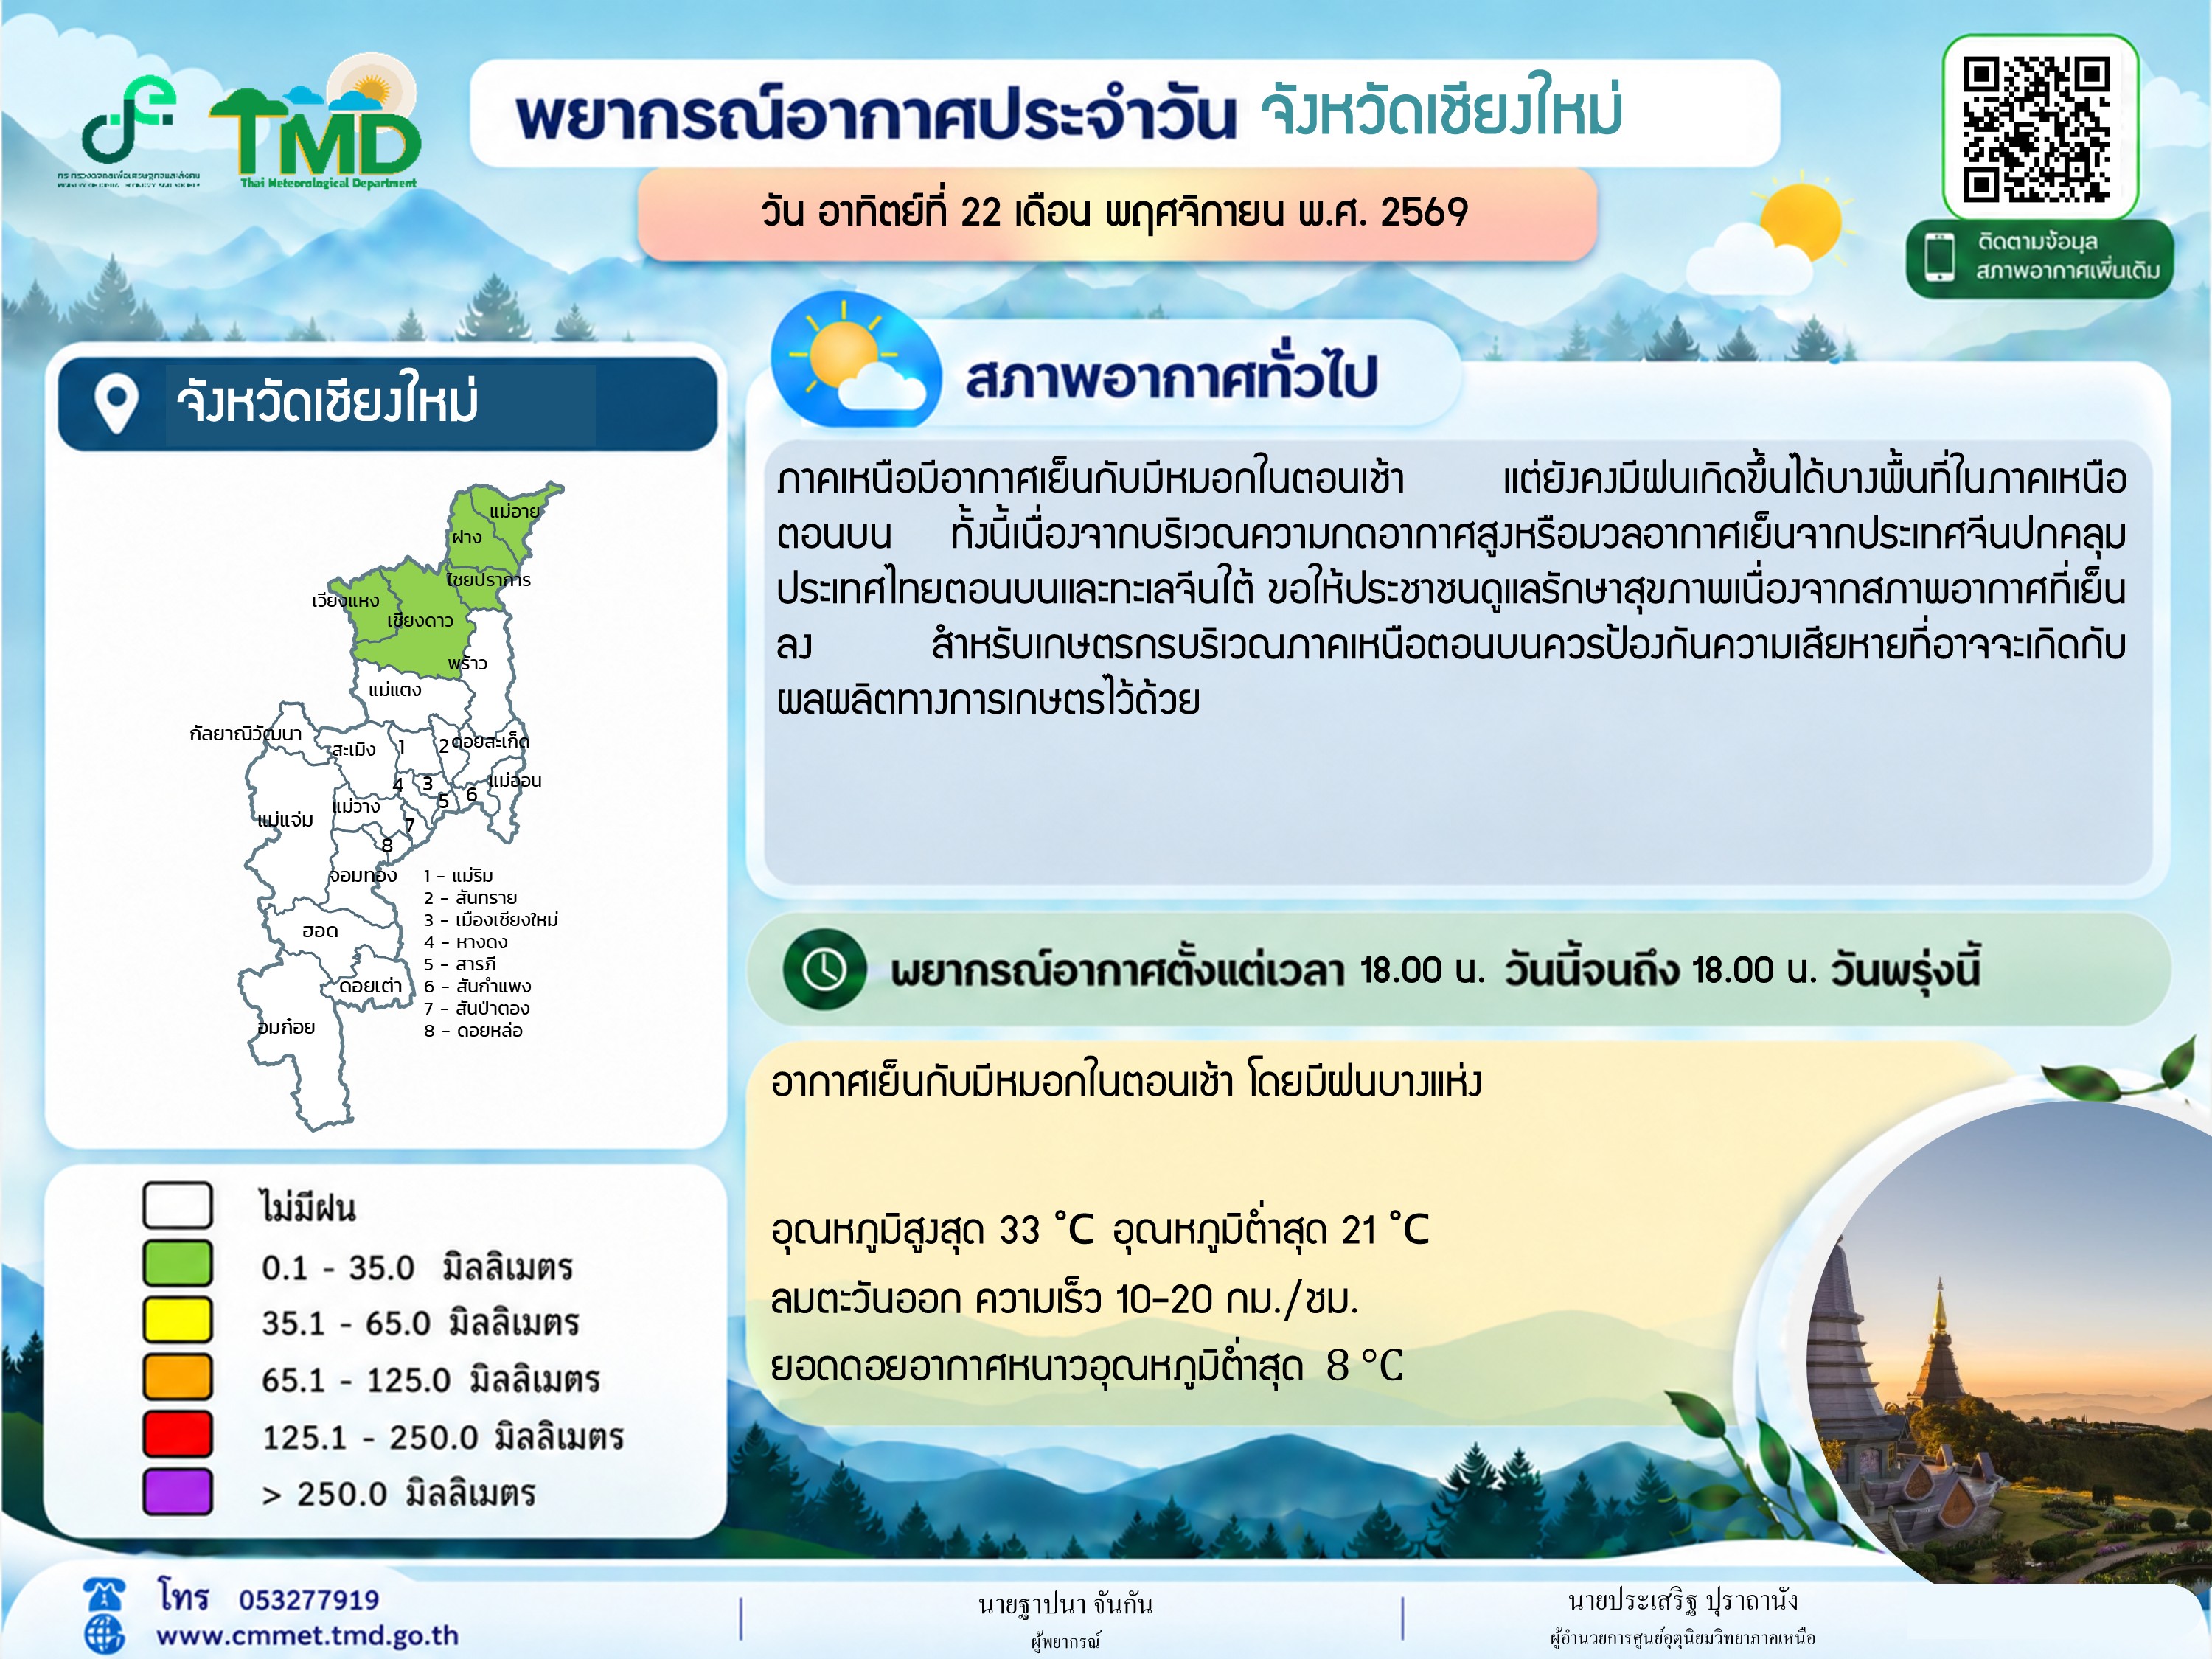 พยากรณ์อากาศประจำวัน จังหวัดเชียงใหม่
TMD
Thai Meteorological Department
วัน อาทิตย์ที่ 22 เดือน พฤศจิกายน พ.ศ. 2569
ติดตามข้อมูล
สภาพอากาศเพิ่มเติม
จังหวัดเชียงใหม่
แม่อาย
ฝาง
ไชยปราการ
เวียงแหง
เชียงดาว
พร้าว
แม่แตง
กัลยาณิวัฒนา
สะเมิง
1
2
ดอยสะเก็ด
4
3
5
6
แม่ออน
แม่วาง
แม่แจ่ม
7
8
จอมทอง
ฮอด
ดอยเต่า
อมก๋อย
1 - แม่ริม
2 - สันทราย
3 - เมืองเชียงใหม่
4 - หางดง
5 - สารภี
6 - สันกำแพง
7 - สันป่าตอง
8 - ดอยหล่อ
ไม่มีฝน
0.1 - 35.0 มิลลิเมตร
35.1 - 65.0 มิลลิเมตร
65.1 - 125.0 มิลลิเมตร
125.1 - 250.0 มิลลิเมตร
> 250.0 มิลลิเมตร
สภาพอากาศทั่วไป
ภาคเหนือมีอากาศเย็นกับมีหมอกในตอนเช้า แต่ยังคงมีฝนเกิดขึ้นได้บางพื้นที่ในภาคเหนือ
ตอนบน ทั้งนี้เนื่องจากบริเวณความกดอากาศสูงหรือมวลอากาศเย็นจากประเทศจีนปกคลุม
ประเทศไทยตอนบนและทะเลจีนใต้ ขอให้ประชาชนดูแลรักษาสุขภาพเนื่องจากสภาพอากาศที่เย็น
ลง สำหรับเกษตรกรบริเวณภาคเหนือตอนบนควรป้องกันความเสียหายที่อาจจะเกิดกับ
ผลผลิตทางการเกษตรไว้ด้วย
พยากรณ์อากาศตั้งแต่เวลา 18.00 น. วันนี้จนถึง 18.00 น. วันพรุ่งนี้
อากาศเย็นกับมีหมอกในตอนเช้า โดยมีฝนบางแห่ง
อุณหภูมิสูงสุด 33 °C อุณหภูมิต่ำสุด 21 °C
ลมตะวันออก ความเร็ว 10-20 กม./ชม.
ยอดดอยอากาศหนาวอุณหภูมิต่ำสุด 8 °C
โทร 053277919
www.cmmet.tmd.go.th
นายฐาปนา จันกัน
ผู้พยากรณ์
นายประเสริฐ ปุราถานัง
ผู้อำนวยการศูนย์อุตุนิยมวิทยาภาคเหนือ